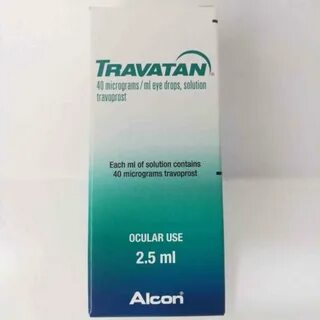 TRAVATAN®
40 micrograms/ml eye drops, solution
travoprost
Each ml of solution contains
40 micrograms travoprost
OCULAR USE
2.5 ml
Alcon®